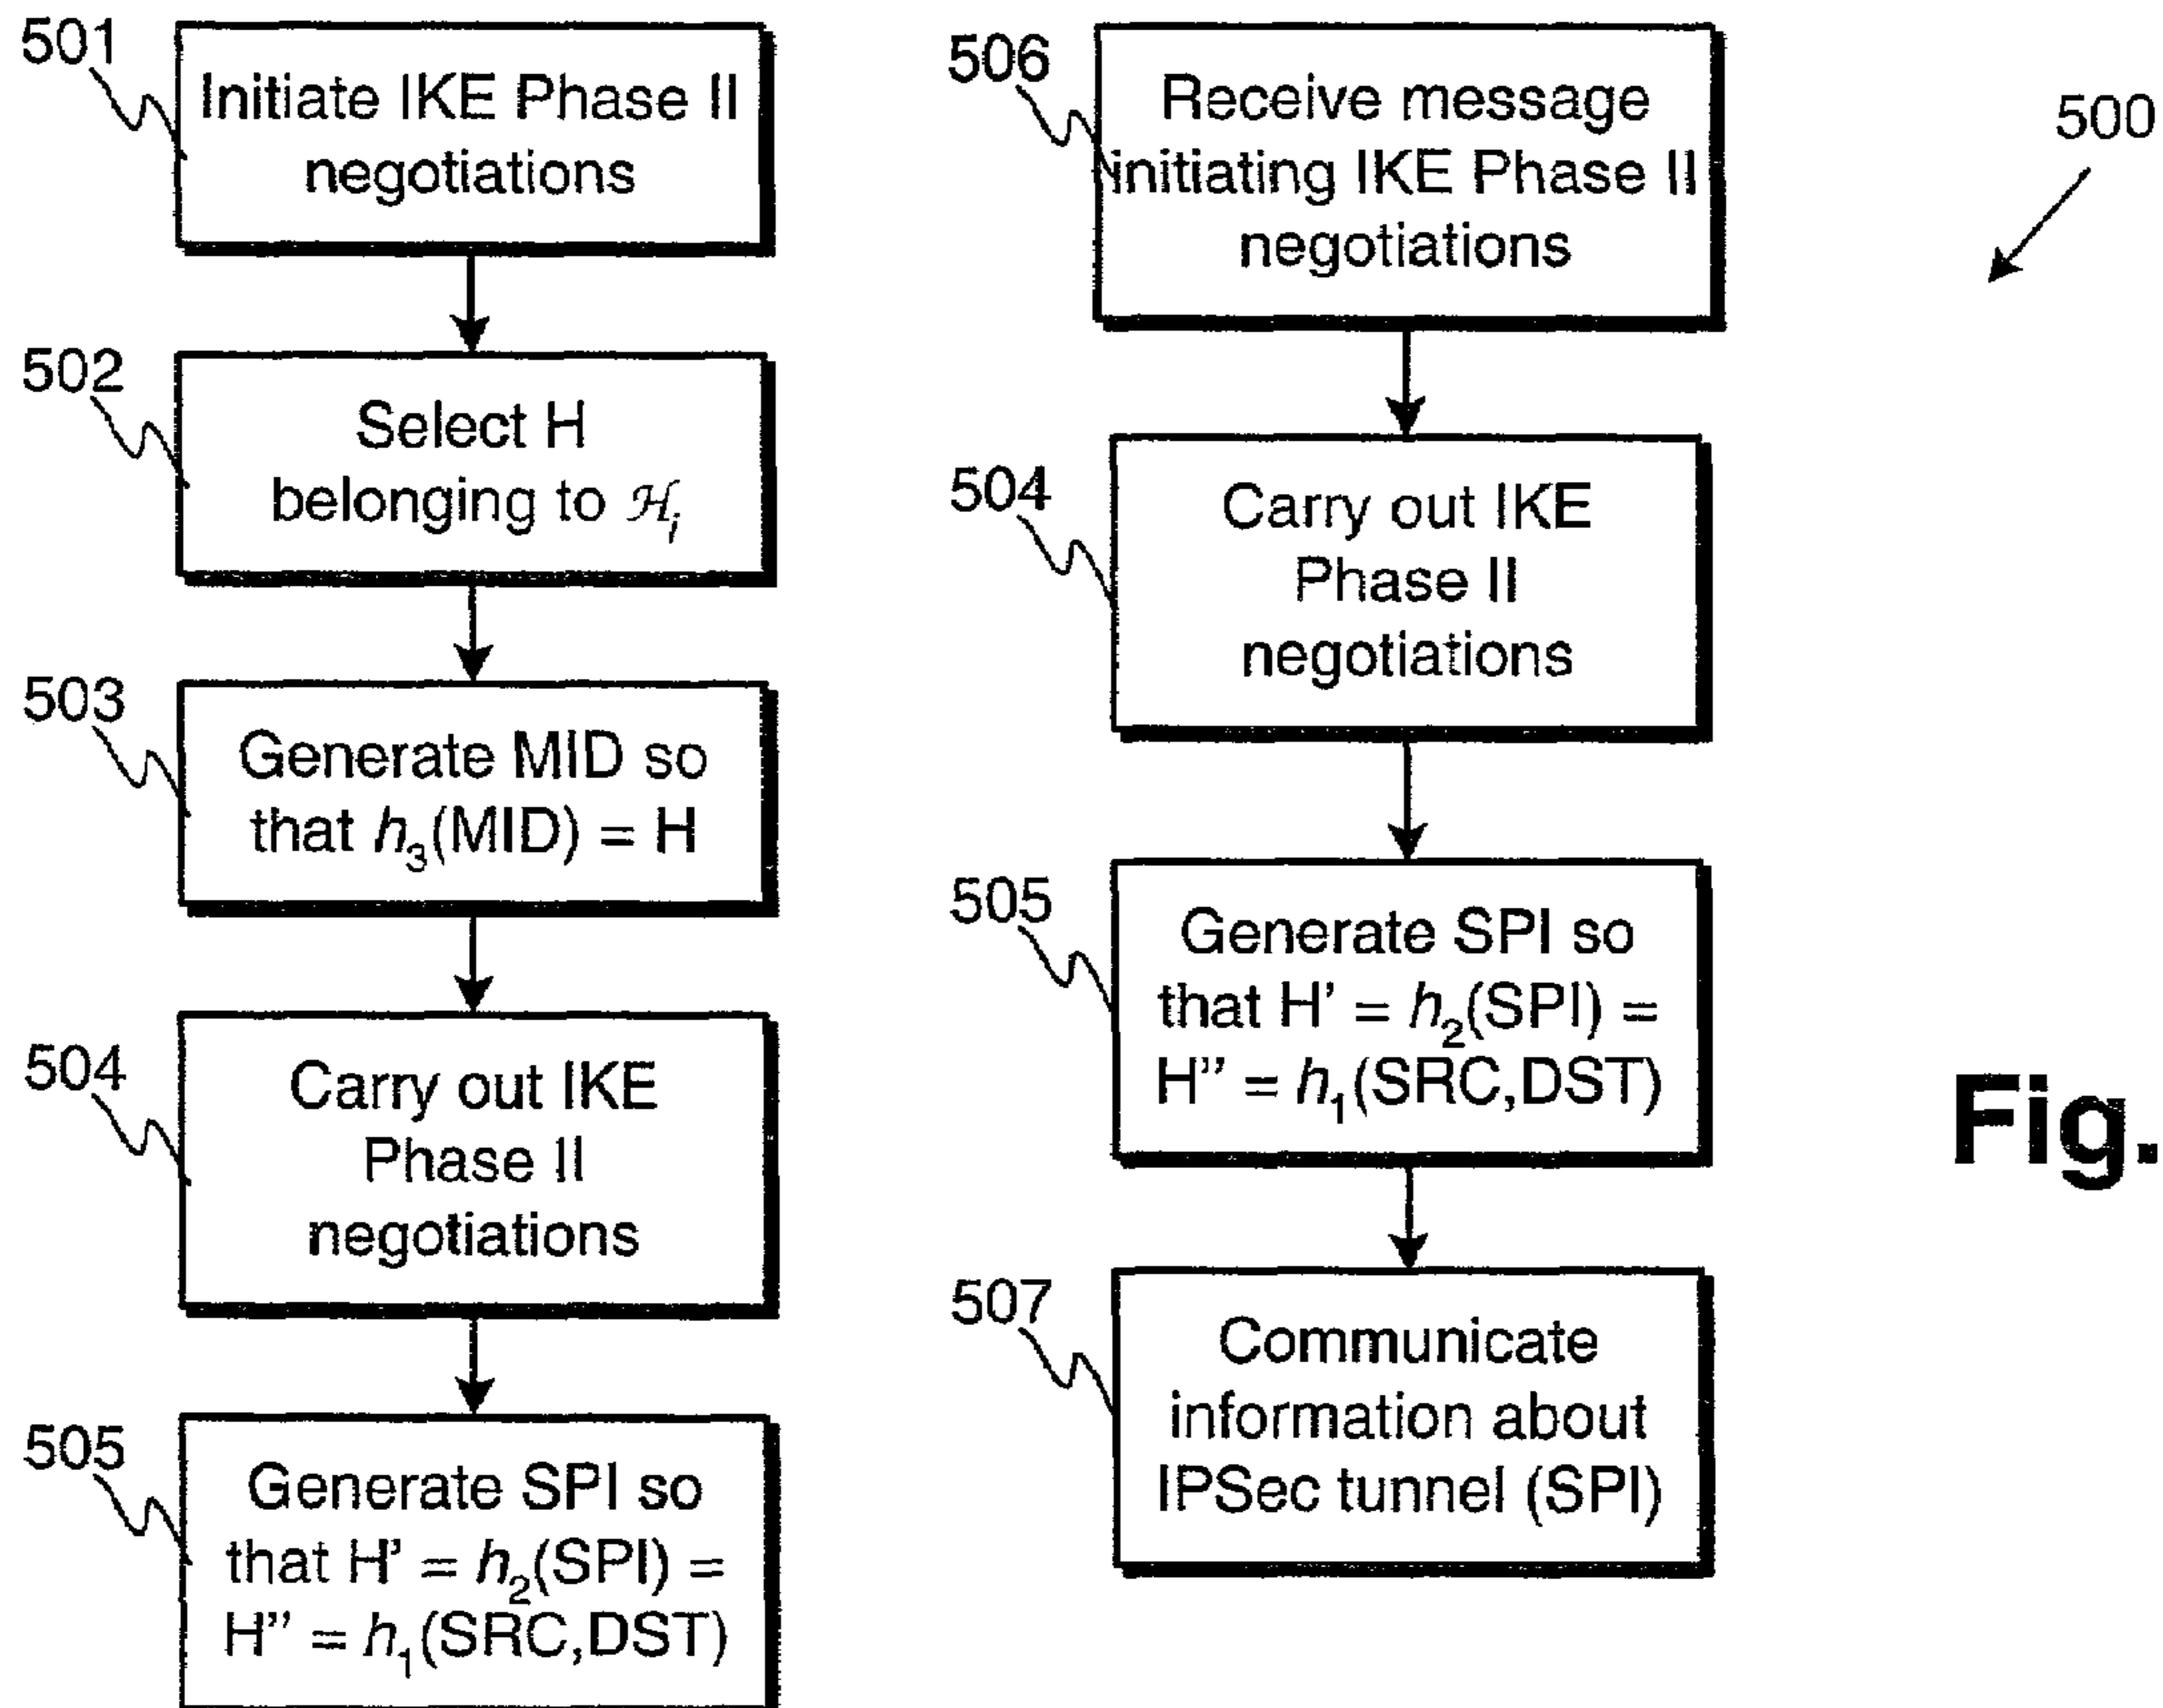 501
Initiate IKE Phase II
negotiations
502
Select H
belonging to ℋᵢ
503
Generate MID so
that h₃(MID) = H
504
Carry out IKE
Phase II
negotiations
505
Generate SPI so
that H' = h₂(SPI) =
H'' = h₁(SRC,DST)
506
Receive message
initiating IKE Phase II
negotiations
504
Carry out IKE
Phase II
negotiations
505
Generate SPI so
that H' = h₂(SPI) =
H'' = h₁(SRC,DST)
507
Communicate
information about
IPSec tunnel (SPI)
500
Fig.